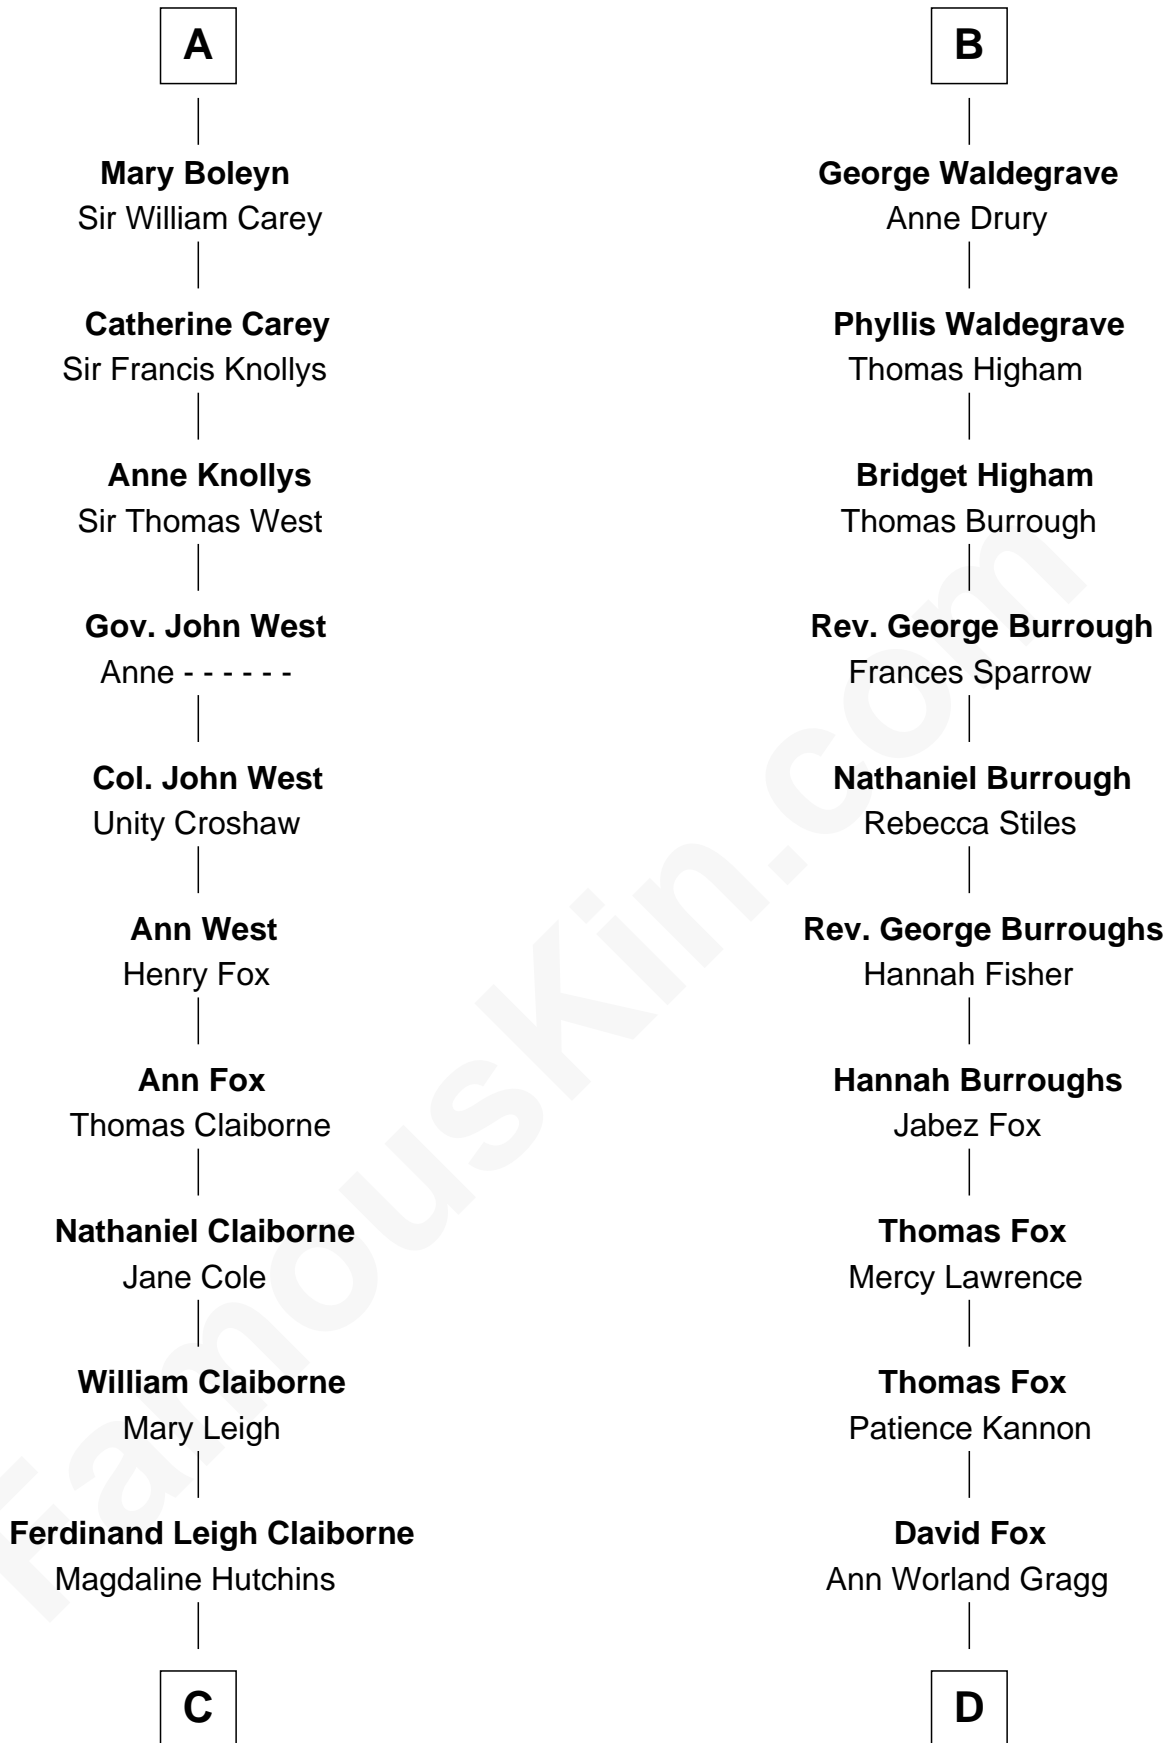 A
Mary Boleyn
Sir William Carey
Catherine Carey
Sir Francis Knollys
Anne Knollys
Sir Thomas West
Gov. John West
Anne - - - - - -
Col. John West
Unity Croshaw
Ann West
Henry Fox
Ann Fox
Thomas Claiborne
Nathaniel Claiborne
Jane Cole
William Claiborne
Mary Leigh
Ferdinand Leigh Claiborne
Magdaline Hutchins
C
B
George Waldegrave
Anne Drury
Phyllis Waldegrave
Thomas Higham
Bridget Higham
Thomas Burrough
Rev. George Burrough
Frances Sparrow
Nathaniel Burrough
Rebecca Stiles
Rev. George Burroughs
Hannah Fisher
Hannah Burroughs
Jabez Fox
Thomas Fox
Mercy Lawrence
Thomas Fox
Patience Kannon
David Fox
Ann Worland Gragg
D
FamousKin.com